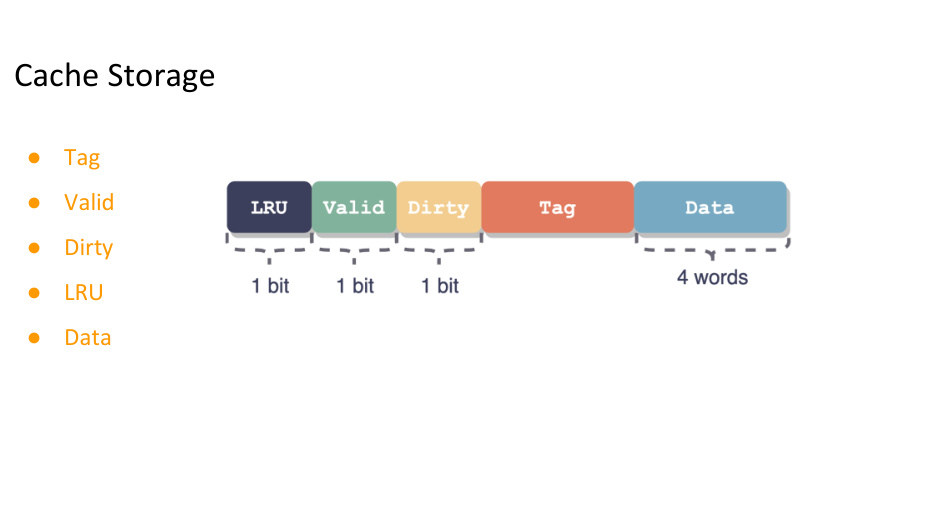 Cache Storage
● Tag
● Valid
● Dirty
● LRU
● Data
LRU Valid Dirty Tag Data
1 bit 1 bit 1 bit 4 words